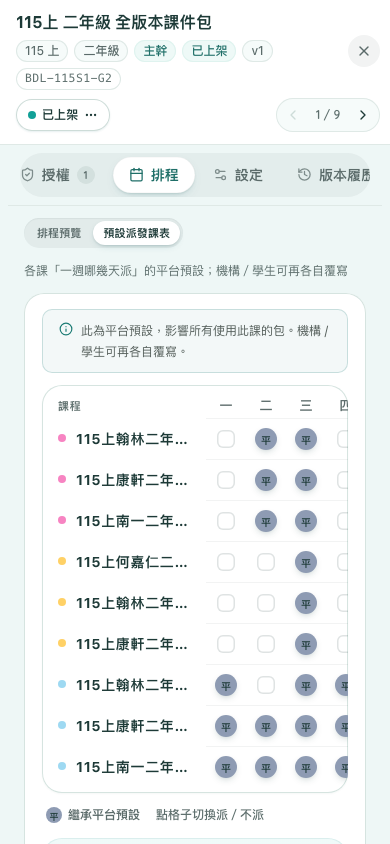 115上 二年級 全版本課件包
115 上 二年級 主幹 已上架 v1
BDL-115S1-G2
已上架 ··· 1 / 9
授權 1 排程 設定 版本履歷
排程預覽 預設派發課表
各課「一週哪幾天派」的平台預設；機構 / 學生可再各自覆寫
此為平台預設，影響所有使用此課的包。機構 /
學生可再各自覆寫。
課程 一 二 三 四
115上翰林二年... 平 平
115上康軒二年... 平 平
115上南一二年... 平 平
115上何嘉仁二... 平
115上翰林二年... 平
115上康軒二年... 平
115上翰林二年... 平 平 平
115上康軒二年... 平 平 平 平
115上南一二年... 平 平 平 平
平 繼承平台預設 點格子切換派 / 不派